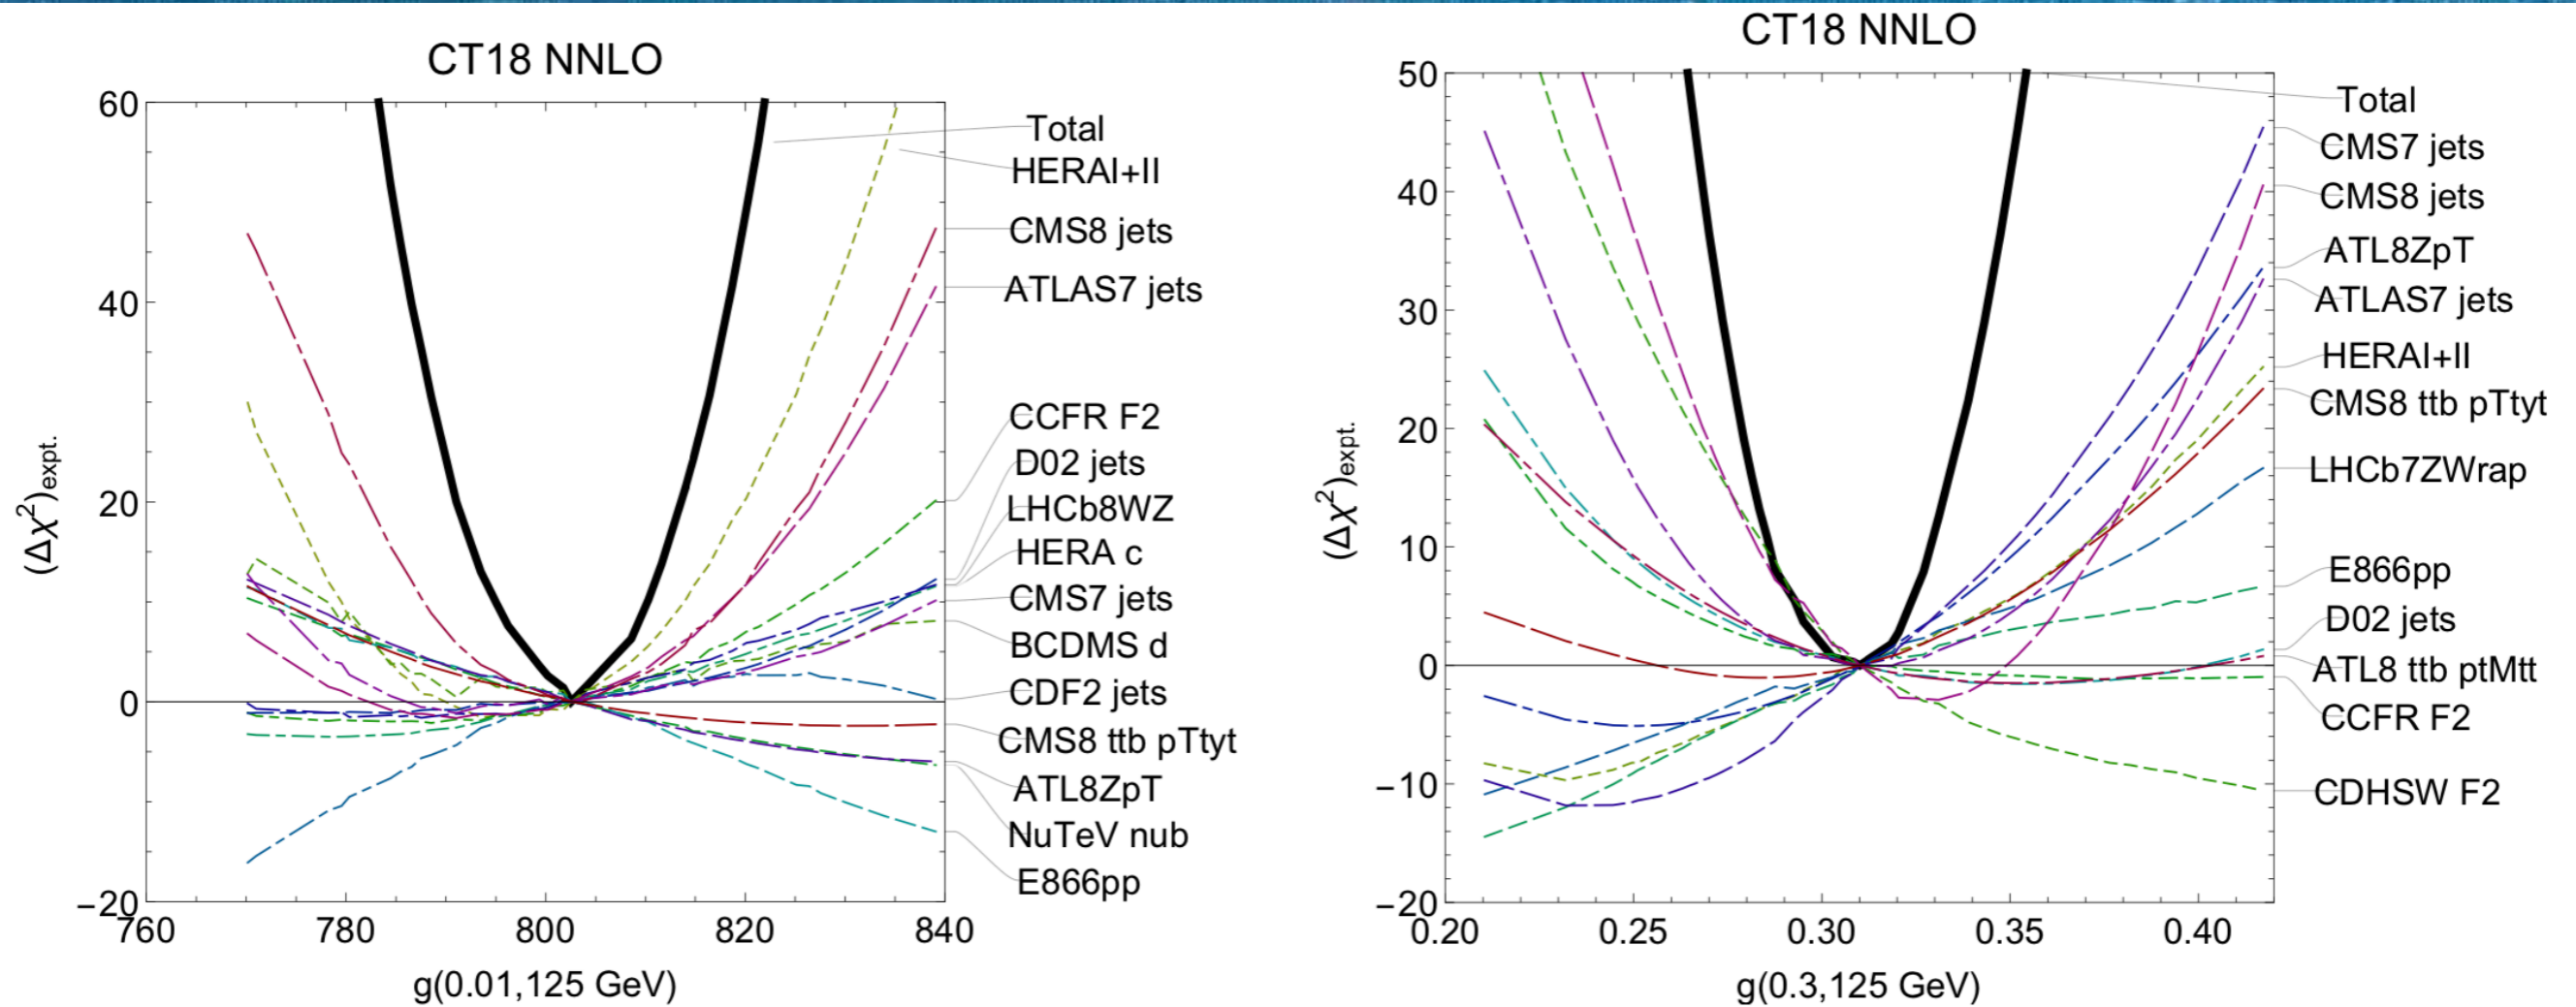 CT18 NNLO
60
40
20
0
−20
(Δχ²)expt.
760
780
800
820
840
g(0.01,125 GeV)
Total
HERAI+II
CMS8 jets
ATLAS7 jets
CCFR F2
D02 jets
LHCb8WZ
HERA c
CMS7 jets
BCDMS d
CDF2 jets
CMS8 ttb pTtyt
ATL8ZpT
NuTeV nub
E866pp
CT18 NNLO
50
40
30
20
10
0
−10
−20
(Δχ²)expt.
0.20
0.25
0.30
0.35
0.40
g(0.3,125 GeV)
Total
CMS7 jets
CMS8 jets
ATL8ZpT
ATLAS7 jets
HERAI+II
CMS8 ttb pTtyt
LHCb7ZWrap
E866pp
D02 jets
ATL8 ttb ptMtt
CCFR F2
CDHSW F2